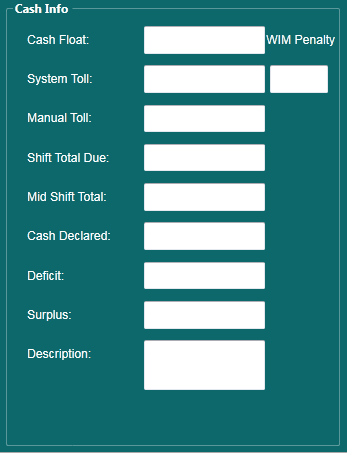 Cash Info
Cash Float: WIM Penalty
System Toll:
Manual Toll:
Shift Total Due:
Mid Shift Total:
Cash Declared:
Deficit:
Surplus:
Description: